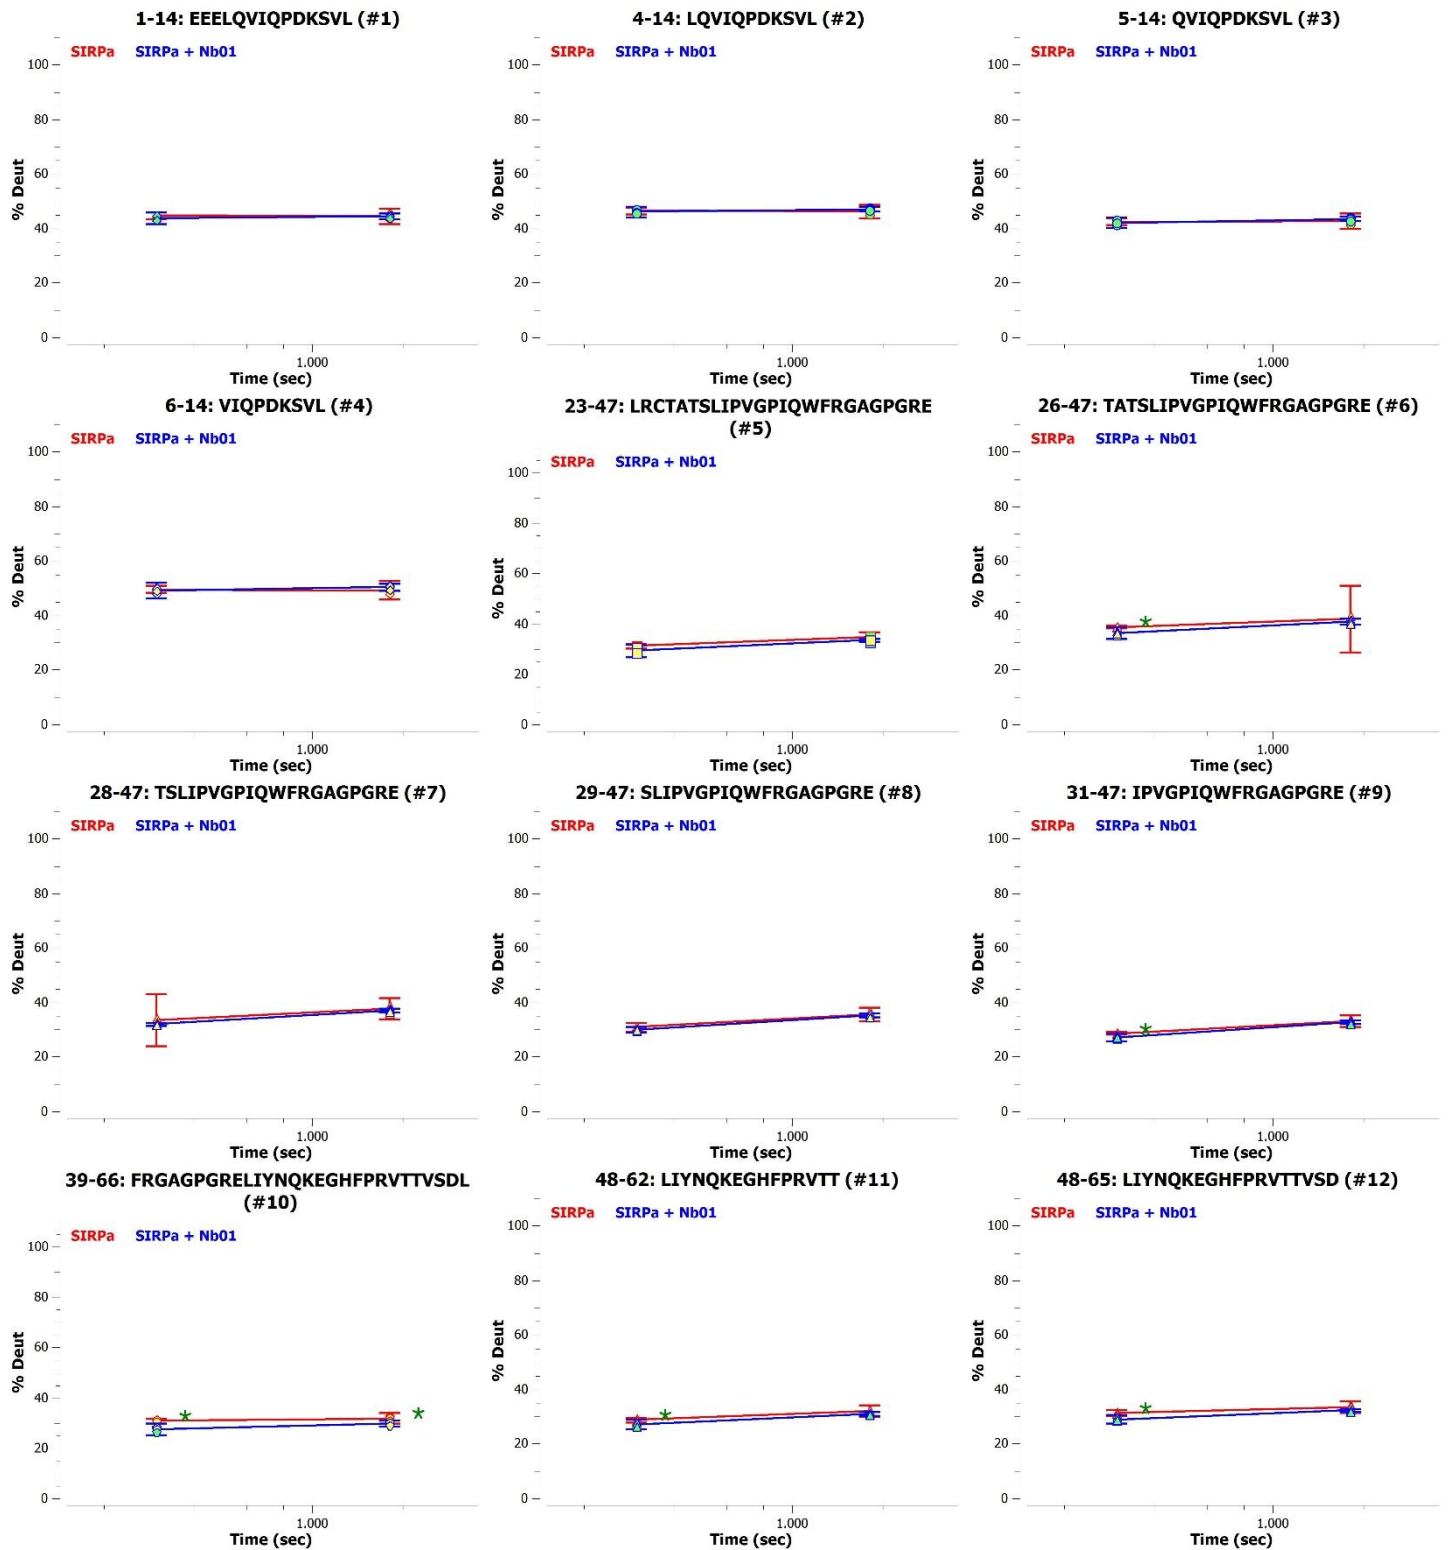 1-14: EEELQVIQPDKSVL (#1)
SIRPa SIRPa + Nb01
100
80
60
40
20
0
% Deut
1.000
Time (sec)
4-14: LQVIQPDKSVL (#2)
SIRPa SIRPa + Nb01
100
80
60
40
20
0
% Deut
1.000
Time (sec)
5-14: QVIQPDKSVL (#3)
SIRPa SIRPa + Nb01
100
80
60
40
20
0
% Deut
1.000
Time (sec)
6-14: VIQPDKSVL (#4)
SIRPa SIRPa + Nb01
100
80
60
40
20
0
% Deut
1.000
Time (sec)
23-47: LRCTATSLIPVGPIQWFRGAGPGRE
(#5)
SIRPa SIRPa + Nb01
100
80
60
40
20
0
% Deut
1.000
Time (sec)
26-47: TATSLIPVGPIQWFRGAGPGRE (#6)
SIRPa SIRPa + Nb01
100
80
60
40
20
0
% Deut
1.000
Time (sec)
28-47: TSLIPVGPIQWFRGAGPGRE (#7)
SIRPa SIRPa + Nb01
100
80
60
40
20
0
% Deut
1.000
Time (sec)
29-47: SLIPVGPIQWFRGAGPGRE (#8)
SIRPa SIRPa + Nb01
100
80
60
40
20
0
% Deut
1.000
Time (sec)
31-47: IPVGPIQWFRGAGPGRE (#9)
SIRPa SIRPa + Nb01
100
80
60
40
20
0
% Deut
1.000
Time (sec)
39-66: FRGAGPGRELIYNQKEGHFPRVTTVSDL
(#10)
SIRPa SIRPa + Nb01
100
80
60
40
20
0
% Deut
1.000
Time (sec)
48-62: LIYNQKEGHFPRVTT (#11)
SIRPa SIRPa + Nb01
100
80
60
40
20
0
% Deut
1.000
Time (sec)
48-65: LIYNQKEGHFPRVTTVSD (#12)
SIRPa SIRPa + Nb01
100
80
60
40
20
0
% Deut
1.000
Time (sec)